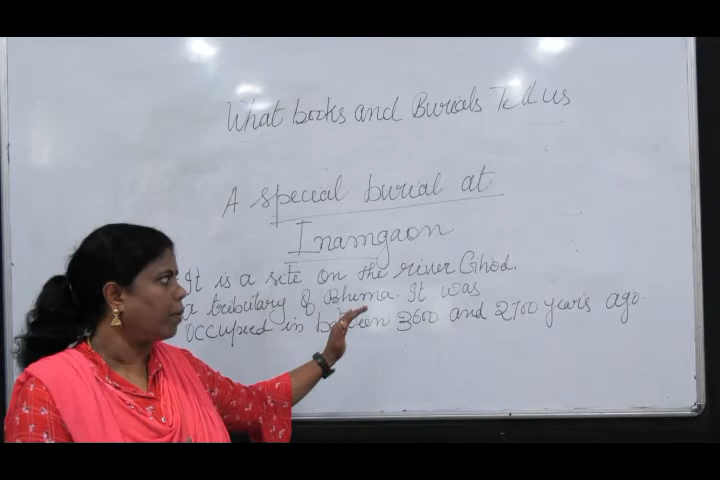 What books and Burials Tell us
A special burial at
Inamgaon
It is a site on the river Ghod,
a tributary of Bhima. It was
occupied in between 3600 and 2700 years ago.